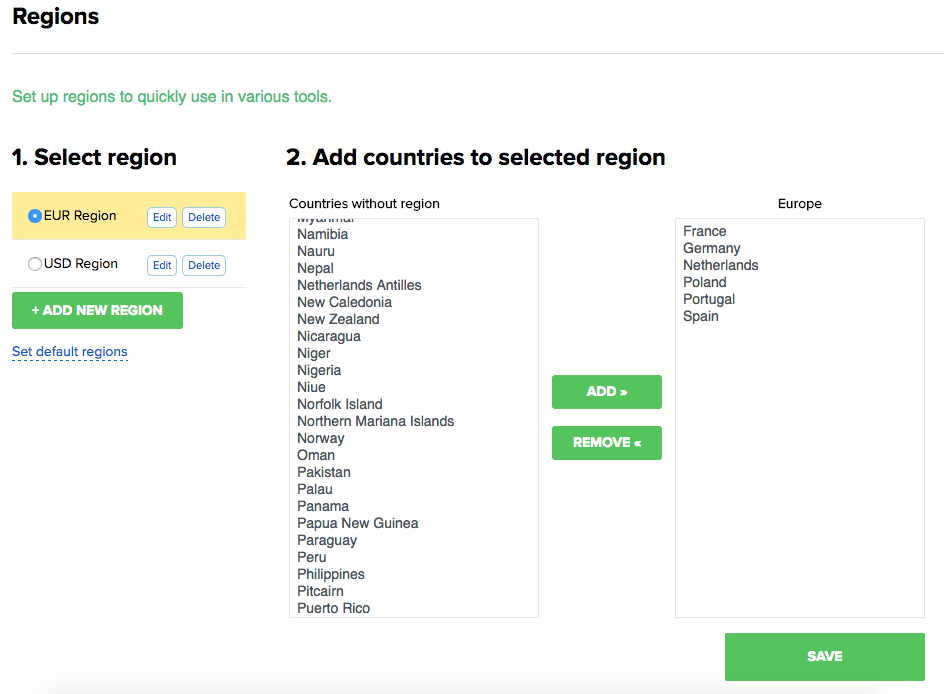 Regions
Set up regions to quickly use in various tools.
1. Select region
EUR Region
Edit
Delete
USD Region
Edit
Delete
+ ADD NEW REGION
Set default regions
2. Add countries to selected region
Countries without region
Myanmar
Namibia
Nauru
Nepal
Netherlands Antilles
New Caledonia
New Zealand
Nicaragua
Niger
Nigeria
Niue
Norfolk Island
Northern Mariana Islands
Norway
Oman
Pakistan
Palau
Panama
Papua New Guinea
Paraguay
Peru
Philippines
Pitcairn
Puerto Rico
ADD »
REMOVE «
Europe
France
Germany
Netherlands
Poland
Portugal
Spain
SAVE